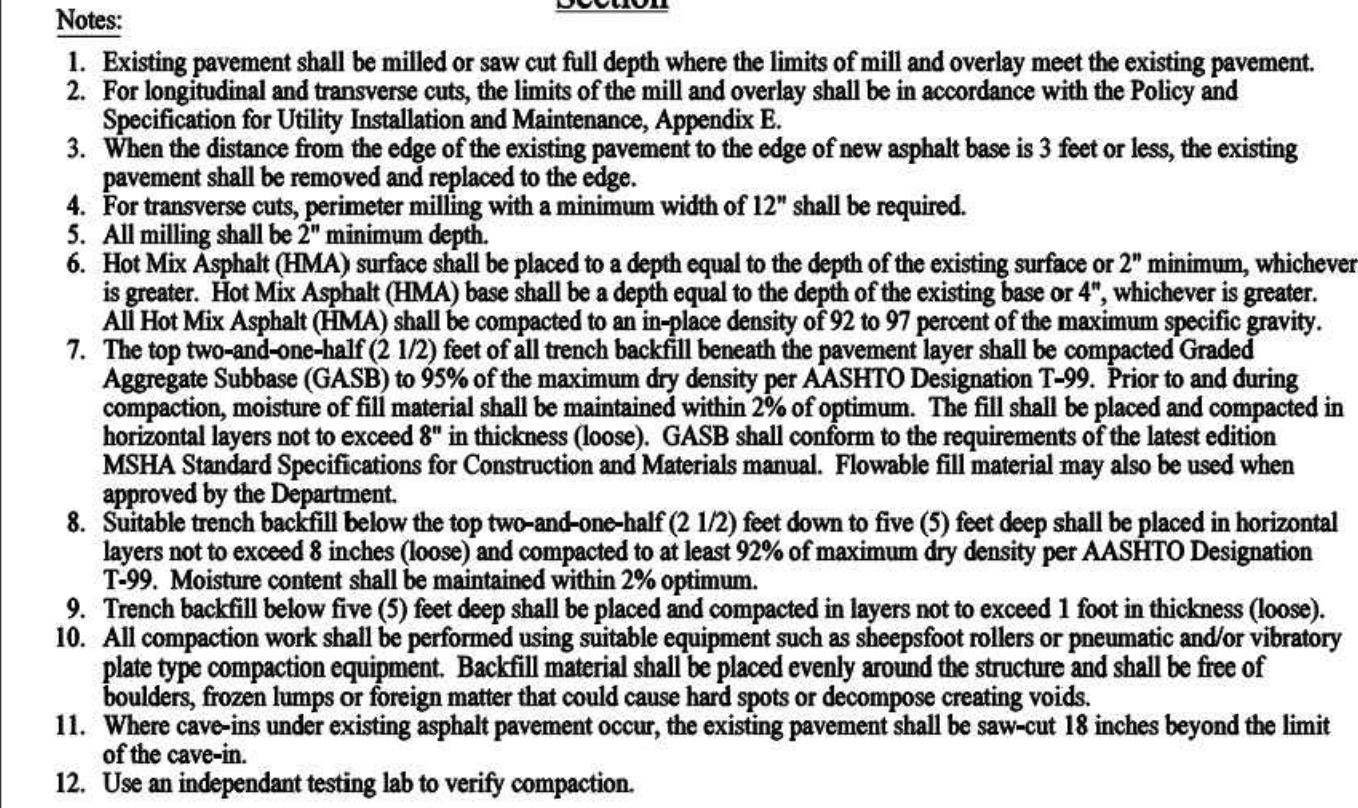 Section
Notes:
1. Existing pavement shall be milled or saw cut full depth where the limits of mill and overlay meet the existing pavement.
2. For longitudinal and transverse cuts, the limits of the mill and overlay shall be in accordance with the Policy and
Specification for Utility Installation and Maintenance, Appendix E.
3. When the distance from the edge of the existing pavement to the edge of new asphalt base is 3 feet or less, the existing
pavement shall be removed and replaced to the edge.
4. For transverse cuts, perimeter milling with a minimum width of 12" shall be required.
5. All milling shall be 2" minimum depth.
6. Hot Mix Asphalt (HMA) surface shall be placed to a depth equal to the depth of the existing surface or 2" minimum, whichever
is greater. Hot Mix Asphalt (HMA) base shall be a depth equal to the depth of the existing base or 4", whichever is greater.
All Hot Mix Asphalt (HMA) shall be compacted to an in-place density of 92 to 97 percent of the maximum specific gravity.
7. The top two-and-one-half (2 1/2) feet of all trench backfill beneath the pavement layer shall be compacted Graded
Aggregate Subbase (GASB) to 95% of the maximum dry density per AASHTO Designation T-99. Prior to and during
compaction, moisture of fill material shall be maintained within 2% of optimum. The fill shall be placed and compacted in
horizontal layers not to exceed 8" in thickness (loose). GASB shall conform to the requirements of the latest edition
MSHA Standard Specifications for Construction and Materials manual. Flowable fill material may also be used when
approved by the Department.
8. Suitable trench backfill below the top two-and-one-half (2 1/2) feet down to five (5) feet deep shall be placed in horizontal
layers not to exceed 8 inches (loose) and compacted to at least 92% of maximum dry density per AASHTO Designation
T-99. Moisture content shall be maintained within 2% optimum.
9. Trench backfill below five (5) feet deep shall be placed and compacted in layers not to exceed 1 foot in thickness (loose).
10. All compaction work shall be performed using suitable equipment such as sheepsfoot rollers or pneumatic and/or vibratory
plate type compaction equipment. Backfill material shall be placed evenly around the structure and shall be free of
boulders, frozen lumps or foreign matter that could cause hard spots or decompose creating voids.
11. Where cave-ins under existing asphalt pavement occur, the existing pavement shall be saw-cut 18 inches beyond the limit
of the cave-in.
12. Use an independant testing lab to verify compaction.